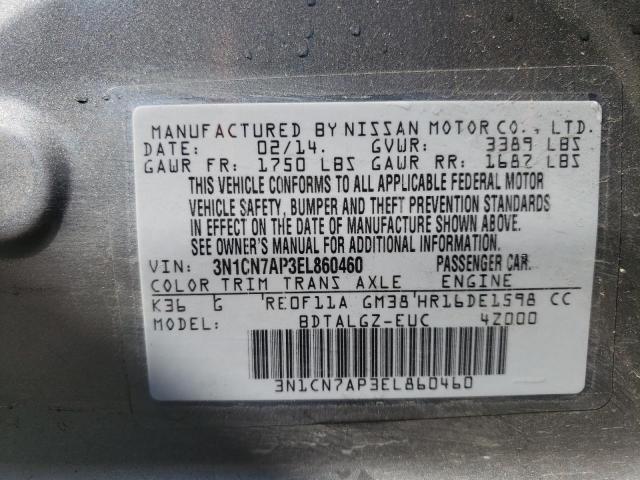 MANUFACTURED BY NISSAN MOTOR CO., LTD.
DATE: 02/14. GVWR: 3389 LBS
GAWR FR: 1750 LBS GAWR RR: 1687 LBS
THIS VEHICLE CONFORMS TO ALL APPLICABLE FEDERAL MOTOR
VEHICLE SAFETY, BUMPER AND THEFT PREVENTION STANDARDS
IN EFFECT ON THE DATE OF MANUFACTURE SHOWN ABOVE.
SEE OWNER'S MANUAL FOR ADDITIONAL INFORMATION.
VIN: 3N1CN7AP3EL860460 PASSENGER CAR.
COLOR TRIM TRANS AXLE ENGINE
K36 G RE0F11A GM38 HR16DE1598 CC
MODEL: BDTALGZ-EUC 4Z000
3N1CN7AP3EL860460